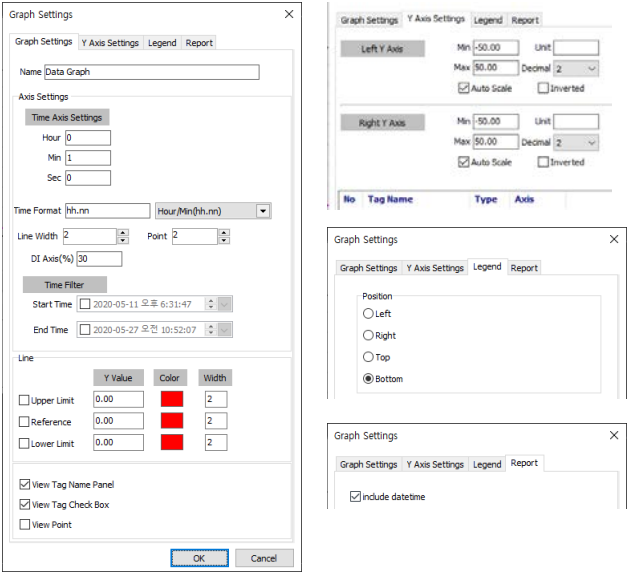 Graph Settings
Graph Settings Y Axis Settings Legend Report
Name Data Graph
Axis Settings
Time Axis Settings
Hour 0
Min 1
Sec 0
Time Format hh.nn Hour/Min(hh.nn)
Line Width 2 Point 2
DI Axis(%) 30
Time Filter
Start Time 2020-05-11 오후 6:31:47
End Time 2020-05-27 오전 10:52:07
Line
Y Value Color Width
Upper Limit 0.00 2
Reference 0.00 2
Lower Limit 0.00 2
View Tag Name Panel
View Tag Check Box
View Point
OK Cancel
Graph Settings Y Axis Settings Legend Report
Left Y Axis Min -50.00 Unit
Max 50.00 Decimal 2
Auto Scale Inverted
Right Y Axis Min -50.00 Unit
Max 50.00 Decimal 2
Auto Scale Inverted
No Tag Name Type Axis
Graph Settings
Graph Settings Y Axis Settings Legend Report
Position
Left
Right
Top
Bottom
Graph Settings
Graph Settings Y Axis Settings Legend Report
include datetime